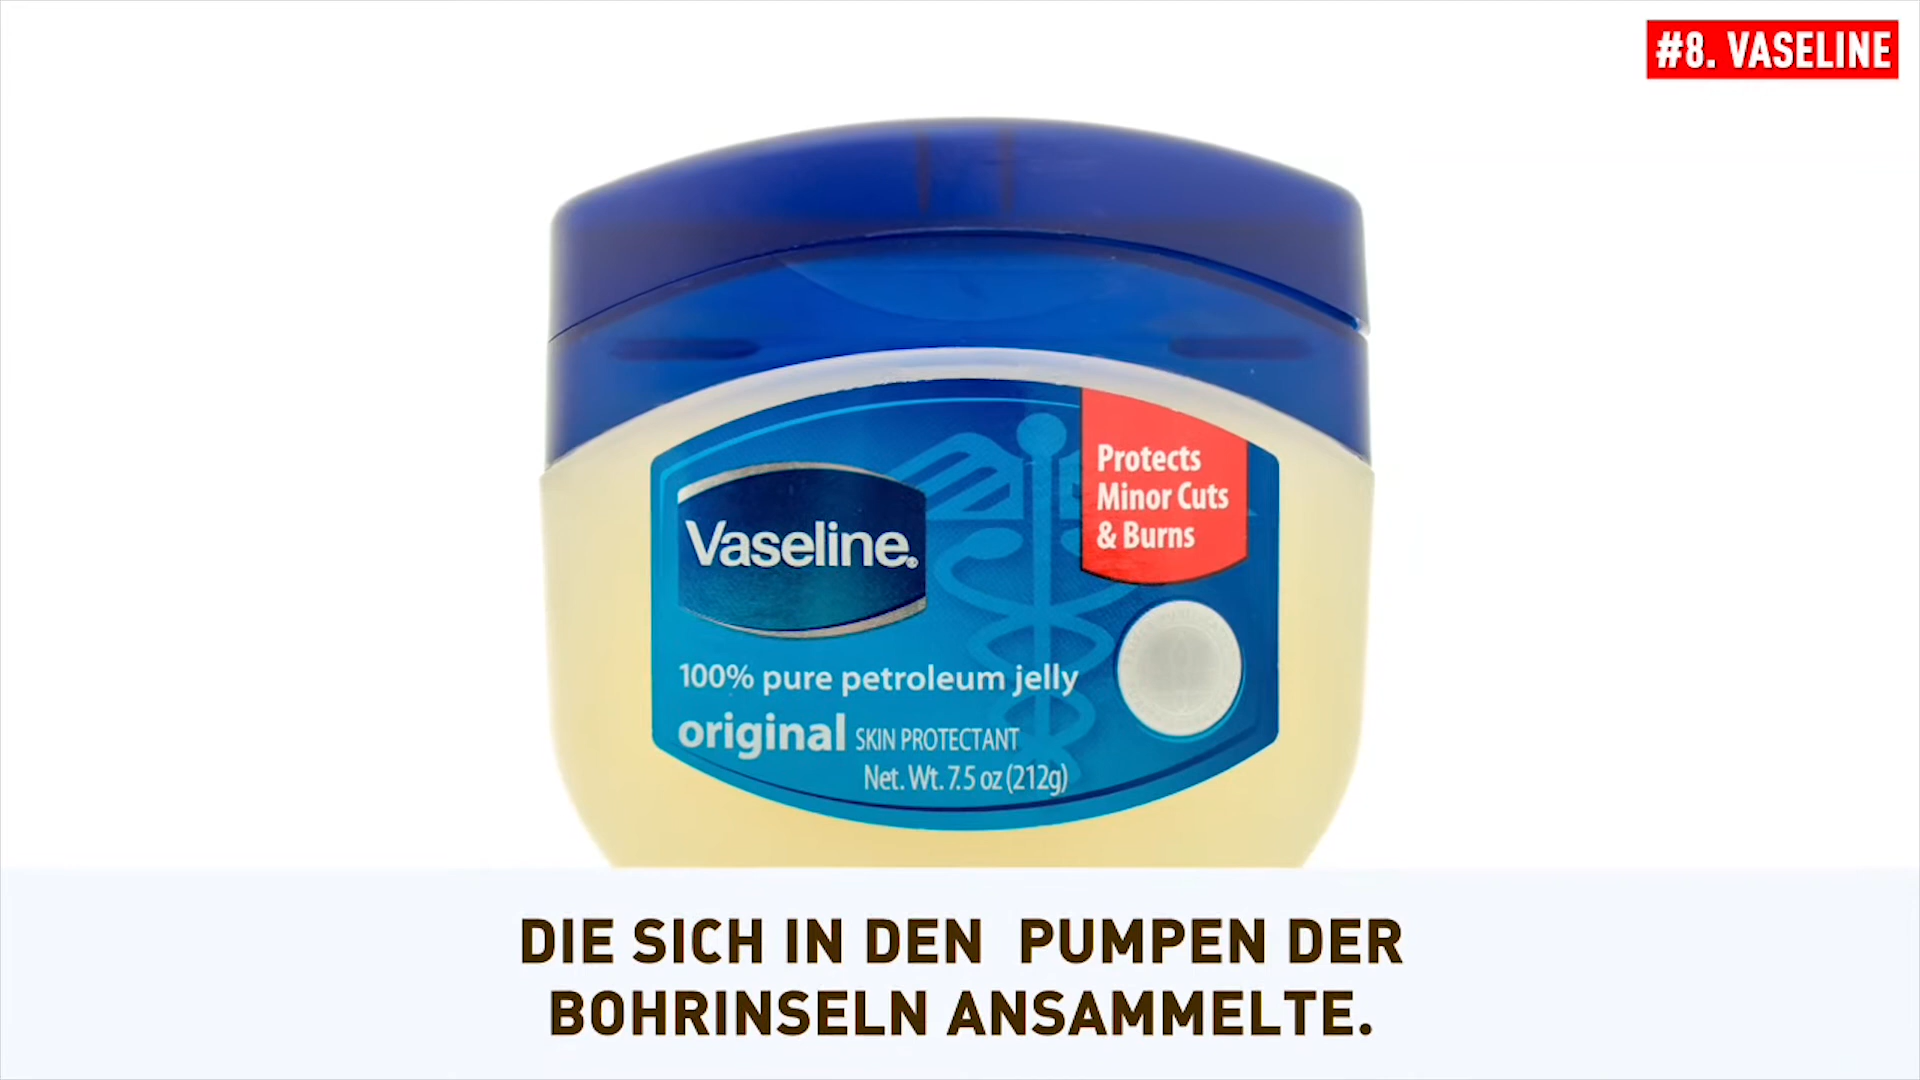 #8. VASELINE
Protects
Minor Cuts
& Burns
Vaseline®
100% pure petroleum jelly
original SKIN PROTECTANT
Net. Wt. 7.5 oz (212g)
DIE SICH IN DEN PUMPEN DER
BOHRINSELN ANSAMMELTE.